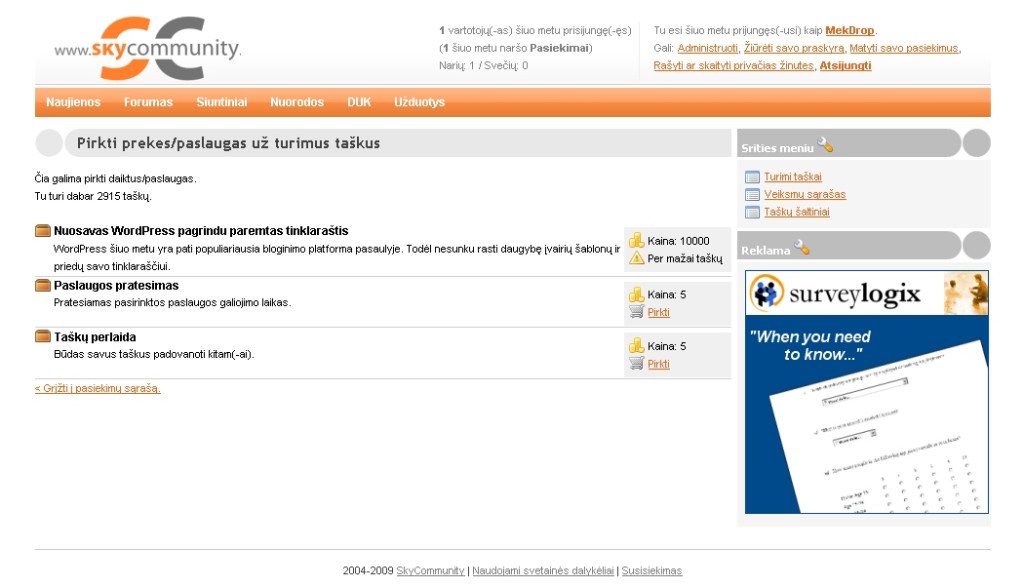 www.skycommunity.
1 vartotojų(-as) šiuo metu prisijungę(-ęs)
(1 šiuo metu naršo Pasiekimai)
Narių: 1 / Svečių: 0
Tu esi šiuo metu prijungęs(-usi) kaip MekDrop.
Gali: Administruoti, Žiūrėti savo praskyra, Matyti savo pasiekimus,
Rašyti ar skaityti privačias žinutes, Atsijungti
Naujienos Forumas Siuntiniai Nuorodos DUK Užduotys
Pirkti prekes/paslaugas už turimus taškus
Čia galima pirkti daiktus/paslaugas.
Tu turi dabar 2915 taškų.
Nuosavas WordPress pagrindu paremtas tinklaraštis
WordPress šiuo metu yra pati populiariausia bloginimo platforma pasaulyje. Todėl nesunku rasti daugybę įvairių šablonų ir
priedų savo tinklaraščiui.
Kaina: 10000
Per mažai taškų
Paslaugos pratesimas
Pratesiamas pasirinktos paslaugos galiojimo laikas.
Kaina: 5
Pirkti
Taškų perlaida
Būdas savus taškus padovanoti kitam(-ai).
Kaina: 5
Pirkti
< Grįžti į pasiekimų sąrašą.
Srities meniu
Turimi taškai
Veiksmų sąrašas
Taškų šaltiniai
Reklama
surveylogix
"When you need
to know..."
2004-2009 SkyCommunity | Naudojami svetainės dalykėliai | Susisiekimas